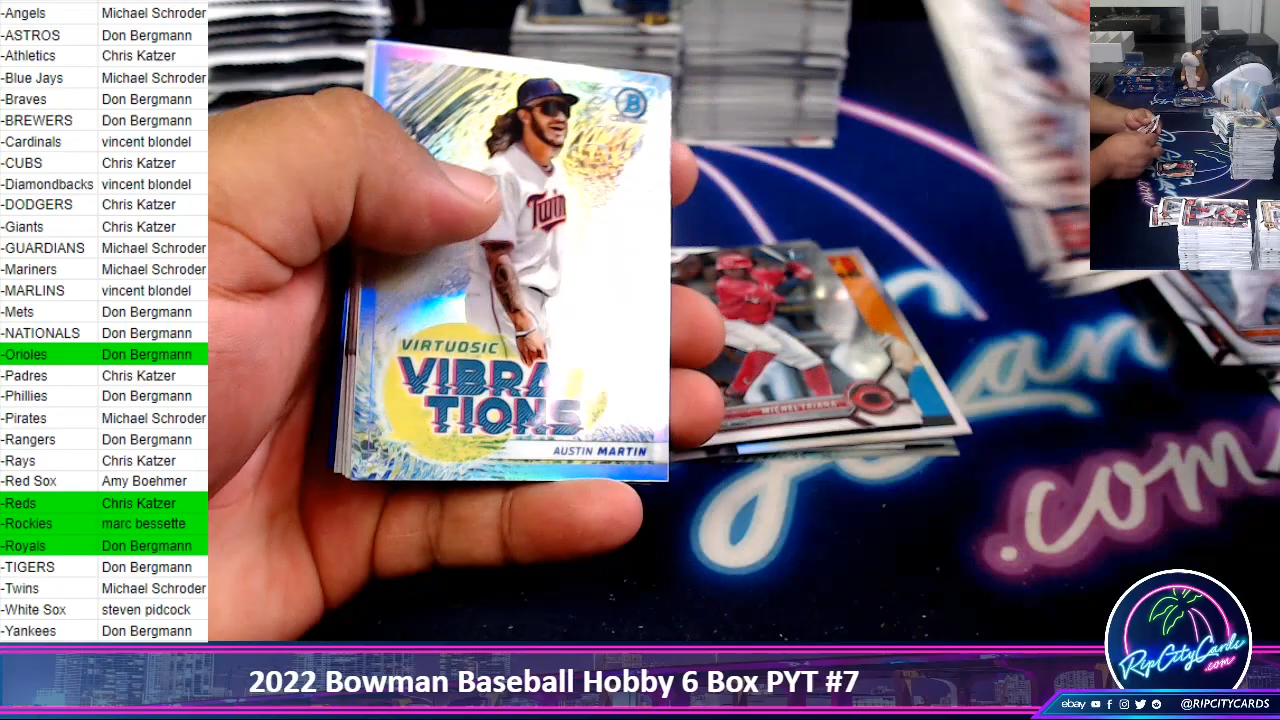 -Angels Michael Schroder
-ASTROS Don Bergmann
-Athletics Chris Katzer
-Blue Jays Michael Schroder
-Braves Don Bergmann
-BREWERS Don Bergmann
-Cardinals vincent blondel
-CUBS Chris Katzer
-Diamondbacks vincent blondel
-DODGERS Chris Katzer
-Giants Chris Katzer
-GUARDIANS Michael Schroder
-Mariners Michael Schroder
-MARLINS vincent blondel
-Mets Don Bergmann
-NATIONALS Don Bergmann
-Orioles Don Bergmann
-Padres Chris Katzer
-Phillies Don Bergmann
-Pirates Michael Schroder
-Rangers Don Bergmann
-Rays Chris Katzer
-Red Sox Amy Boehmer
-Reds Chris Katzer
-Rockies marc bessette
-Royals Don Bergmann
-TIGERS Don Bergmann
-Twins Michael Schroder
-White Sox steven pidcock
-Yankees Don Bergmann
B
Twin
VIRTUOSIC
VIBRA
TIONS
AUSTIN MARTIN
.com
RipCityCards
.com
2022 Bowman Baseball Hobby 6 Box PYT #7
ebay @RIPCITYCARDS